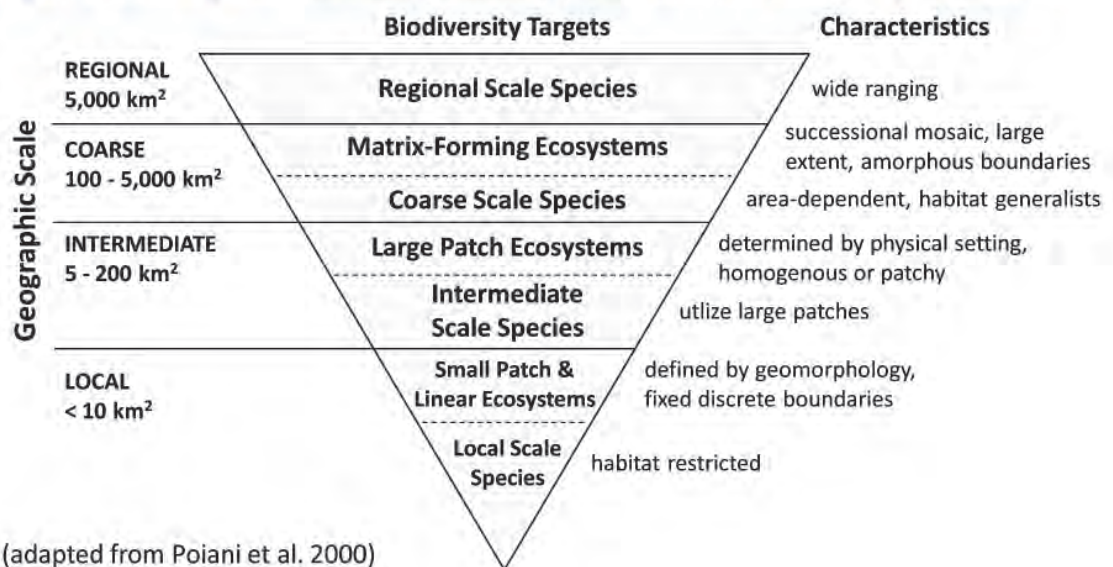 Biodiversity Targets
Characteristics
Geographic Scale
REGIONAL
5,000 km²
Regional Scale Species
wide ranging
COARSE
100 - 5,000 km²
Matrix-Forming Ecosystems
successional mosaic, large
extent, amorphous boundaries
Coarse Scale Species
area-dependent, habitat generalists
INTERMEDIATE
5 - 200 km²
Large Patch Ecosystems
determined by physical setting,
homogenous or patchy
Intermediate
Scale Species
utlize large patches
LOCAL
< 10 km²
Small Patch &
Linear Ecosystems
defined by geomorphology,
fixed discrete boundaries
Local Scale
Species
habitat restricted
(adapted from Poiani et al. 2000)